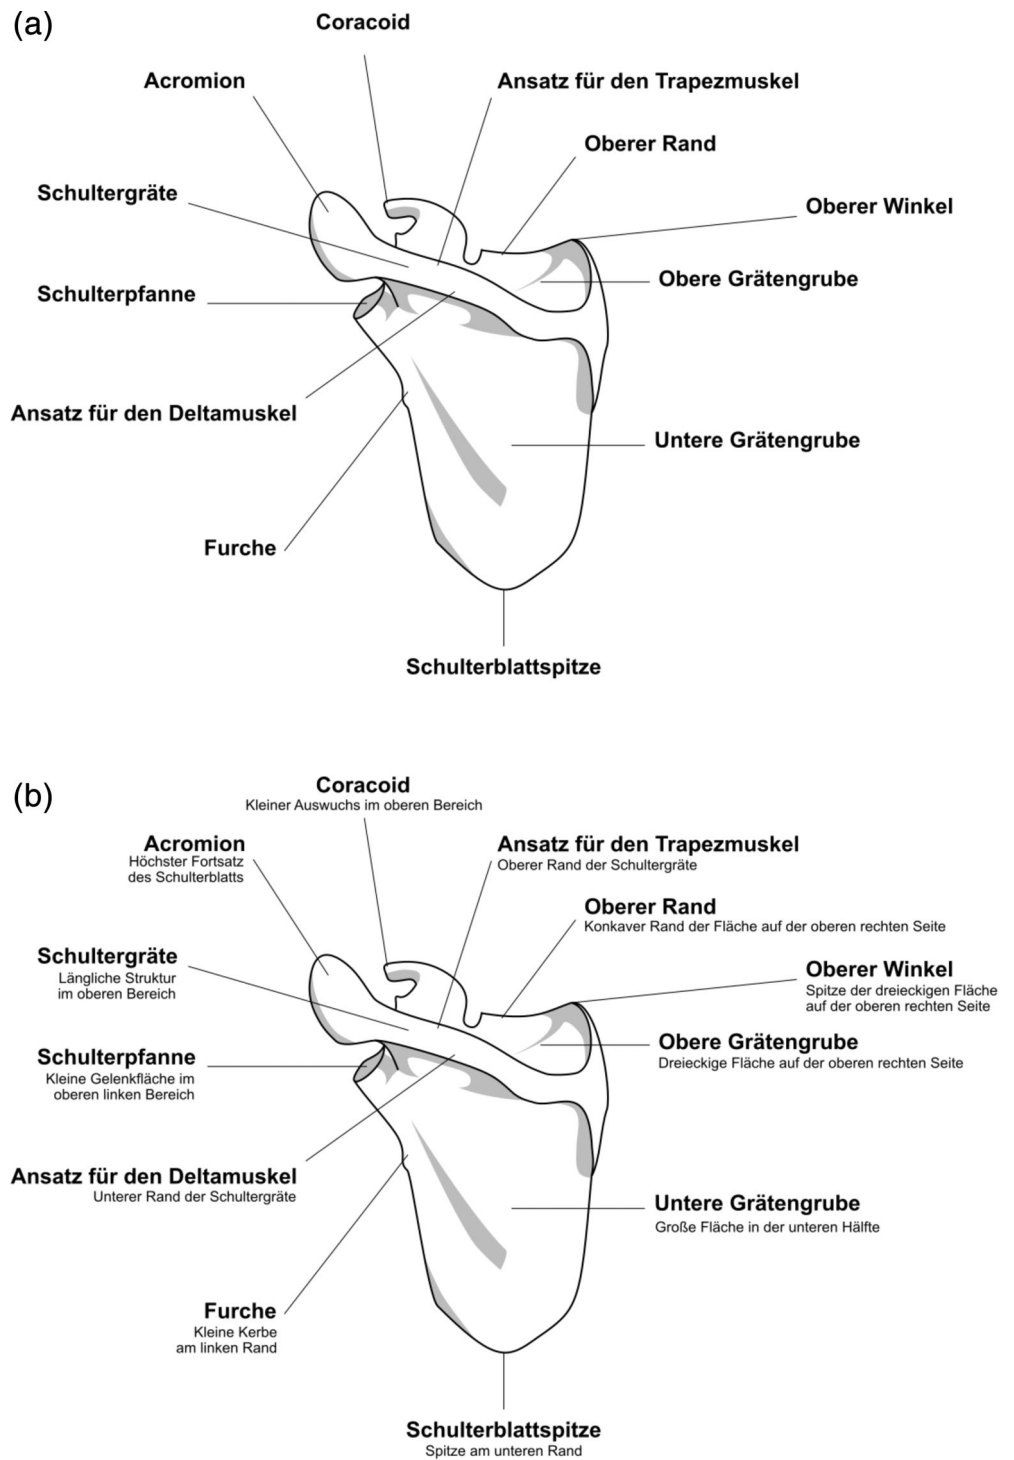 (a)
Coracoid
Acromion
Ansatz für den Trapezmuskel
Oberer Rand
Schultergräte
Oberer Winkel
Obere Grätengrube
Schulterpfanne
Ansatz für den Deltamuskel
Untere Grätengrube
Furche
Schulterblattspitze
(b)
Coracoid
Kleiner Auswuchs im oberen Bereich
Acromion
Höchster Fortsatz
des Schulterblatts
Ansatz für den Trapezmuskel
Oberer Rand der Schultergräte
Oberer Rand
Konkaver Rand der Fläche auf der oberen rechten Seite
Schultergräte
Längliche Struktur
im oberen Bereich
Oberer Winkel
Spitze der dreieckigen Fläche
auf der oberen rechten Seite
Obere Grätengrube
Dreieckige Fläche auf der oberen rechten Seite
Schulterpfanne
Kleine Gelenkfläche im
oberen linken Bereich
Ansatz für den Deltamuskel
Unterer Rand der Schultergräte
Untere Grätengrube
Große Fläche in der unteren Hälfte
Furche
Kleine Kerbe
am linken Rand
Schulterblattspitze
Spitze am unteren Rand